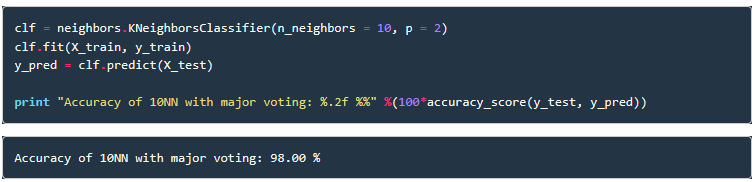 clf = neighbors.KNeighborsClassifier(n_neighbors = 10, p = 2)
clf.fit(X_train, y_train)
y_pred = clf.predict(X_test)
print "Accuracy of 10NN with major voting: %.2f %%" %(100*accuracy_score(y_test, y_pred))
Accuracy of 10NN with major voting: 98.00 %